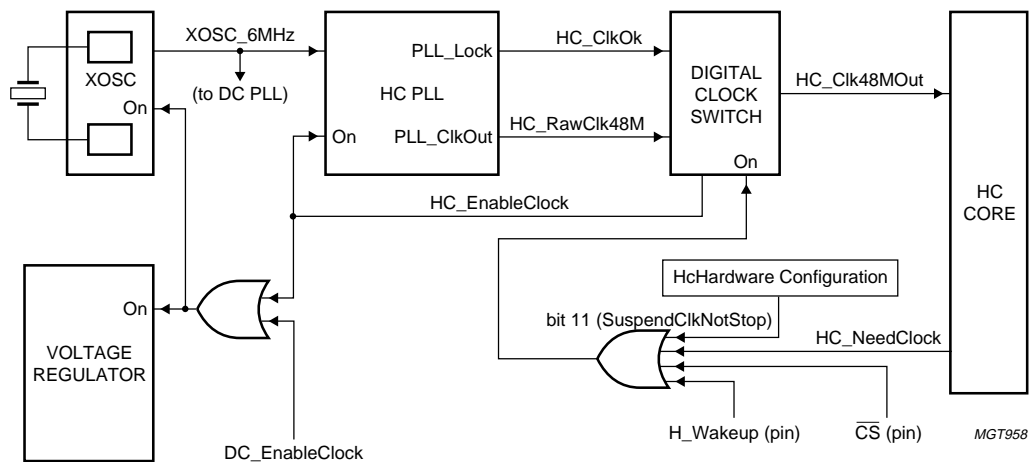 XOSC_6MHz
(to DC PLL)
XOSC
On
PLL_Lock
HC PLL
On
PLL_ClkOut
HC_ClkOk
HC_RawClk48M
DIGITAL
CLOCK
SWITCH
On
HC_Clk48MOut
HC
CORE
HC_EnableClock
HcHardware Configuration
bit 11 (SuspendClkNotStop)
HC_NeedClock
On
VOLTAGE
REGULATOR
DC_EnableClock
H_Wakeup (pin)
C̅S̅ (pin)
MGT958